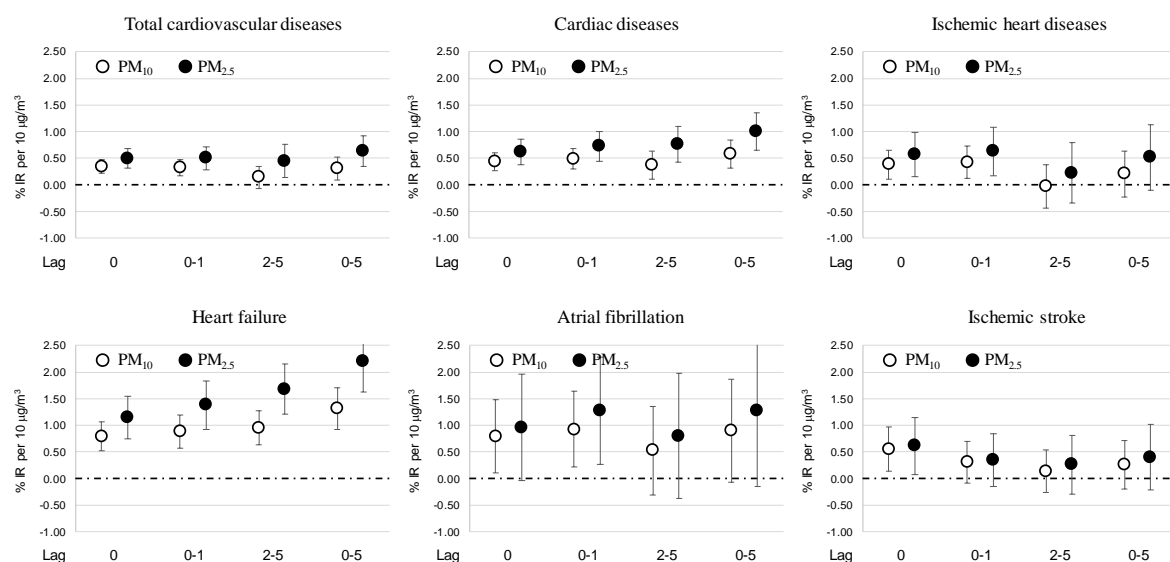 Total cardiovascular diseases
% IR per 10 µg/m³
2.50
2.00
1.50
1.00
0.50
0.00
-0.50
-1.00
PM₁₀ PM₂.₅
Lag 0 0-1 2-5 0-5
Cardiac diseases
% IR per 10 µg/m³
2.50
2.00
1.50
1.00
0.50
0.00
-0.50
-1.00
PM₁₀ PM₂.₅
0 0-1 2-5 0-5
Ischemic heart diseases
% IR per 10 µg/m³
2.50
2.00
1.50
1.00
0.50
0.00
-0.50
-1.00
PM₁₀ PM₂.₅
Lag 0 0-1 2-5 0-5
Heart failure
% IR per 10 µg/m³
2.50
2.00
1.50
1.00
0.50
0.00
-0.50
-1.00
PM₁₀ PM₂.₅
Lag 0 0-1 2-5 0-5
Atrial fibrillation
% IR per 10 µg/m³
2.50
2.00
1.50
1.00
0.50
0.00
-0.50
-1.00
PM₁₀ PM₂.₅
Lag 0 0-1 2-5 0-5
Ischemic stroke
% IR per 10 µg/m³
2.50
2.00
1.50
1.00
0.50
0.00
-0.50
-1.00
PM₁₀ PM₂.₅
Lag 0 0-1 2-5 0-5